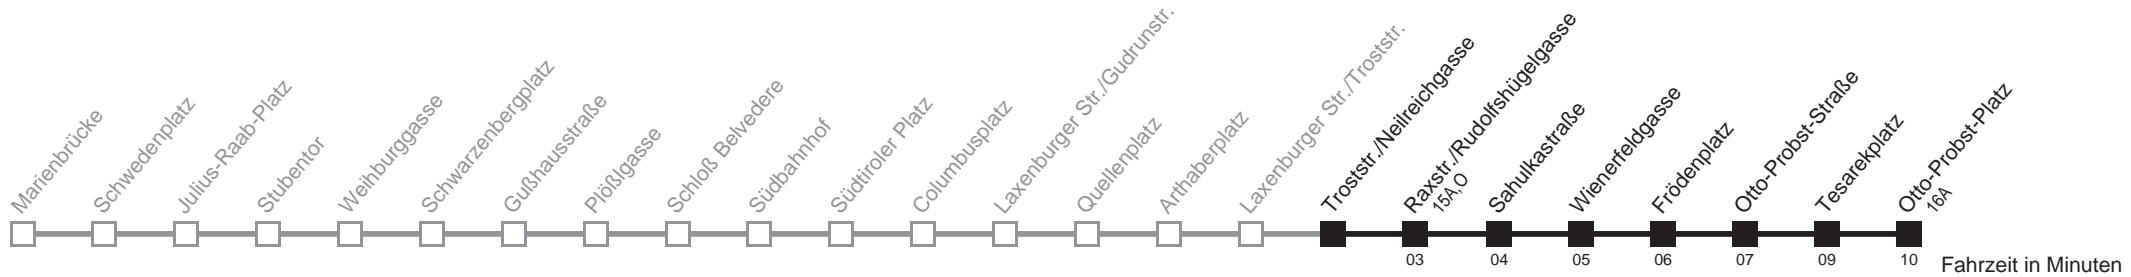 Marienbrücke
Schwedenplatz
Julius-Raab-Platz
Stubentor
Weihburggasse
Schwarzenbergplatz
Gußhausstraße
Plößlgasse
Schloß Belvedere
Südbahnhof
Südtiroler Platz
Columbusplatz
Laxenburger Str./Gudrunstr.
Quellenplatz
Arthaberplatz
Laxenburger Str./Troststr.
Troststr./Neilreichgasse
Raxstr./Rudolfshügelgasse
15A,O
Sahulkastraße
Wienerfeldgasse
Frödenplatz
Otto-Probst-Straße
Tesarekplatz
Otto-Probst-Platz
16A
03 04 05 06 07 09 10 Fahrzeit in Minuten